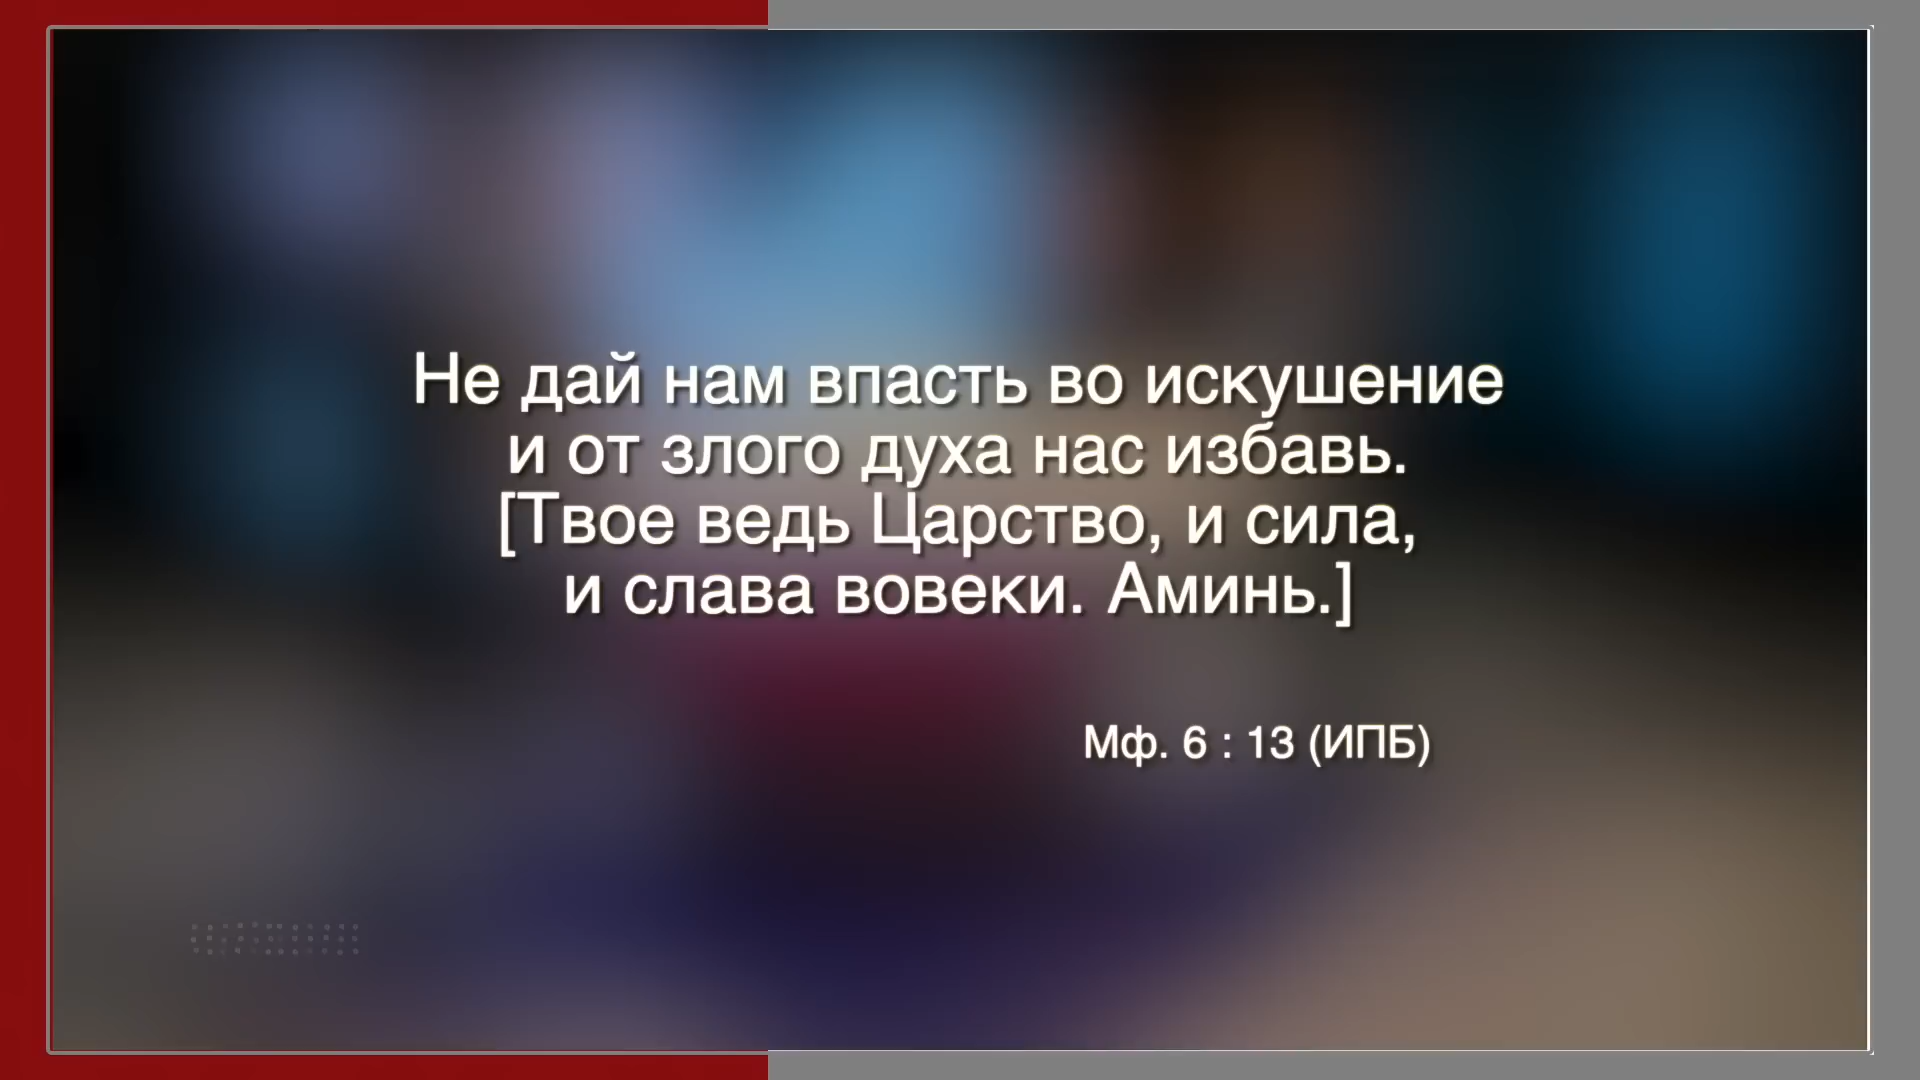 Не дай нам впасть во искушение
и от злого духа нас избавь.
[Твое ведь Царство, и сила,
и слава вовеки. Аминь.]
Мф. 6 : 13 (ИПБ)